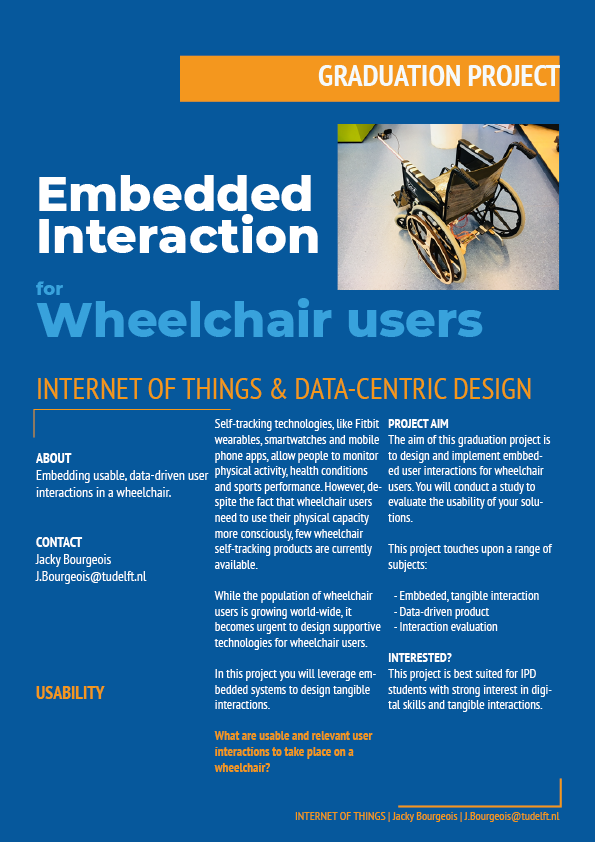 GRADUATION PROJECT
Embedded
Interaction
for
Wheelchair users
INTERNET OF THINGS & DATA-CENTRIC DESIGN
ABOUT
Embedding usable, data-driven user
interactions in a wheelchair.
CONTACT
Jacky Bourgeois
J.Bourgeois@tudelft.nl
USABILITY
Self-tracking technologies, like Fitbit
wearables, smartwatches and mobile
phone apps, allow people to monitor
physical activity, health conditions
and sports performance. However, de-
spite the fact that wheelchair users
need to use their physical capacity
more consciously, few wheelchair
self-tracking products are currently
available.
While the population of wheelchair
users is growing world-wide, it
becomes urgent to design supportive
technologies for wheelchair users.
In this project you will leverage em-
bedded systems to design tangible
interactions.
What are usable and relevant user
interactions to take place on a
wheelchair?
PROJECT AIM
The aim of this graduation project is
to design and implement embbed-
ed user interactions for wheelchair
users. You will conduct a study to
evaluate the usability of your solu-
tions.
This project touches upon a range of
subjects:
- Embbeded, tangible interaction
- Data-driven product
- Interaction evaluation
INTERESTED?
This project is best suited for IPD
students with strong interest in digi-
tal skills and tangible interactions.
INTERNET OF THINGS | Jacky Bourgeois | J.Bourgeois@tudelft.nl